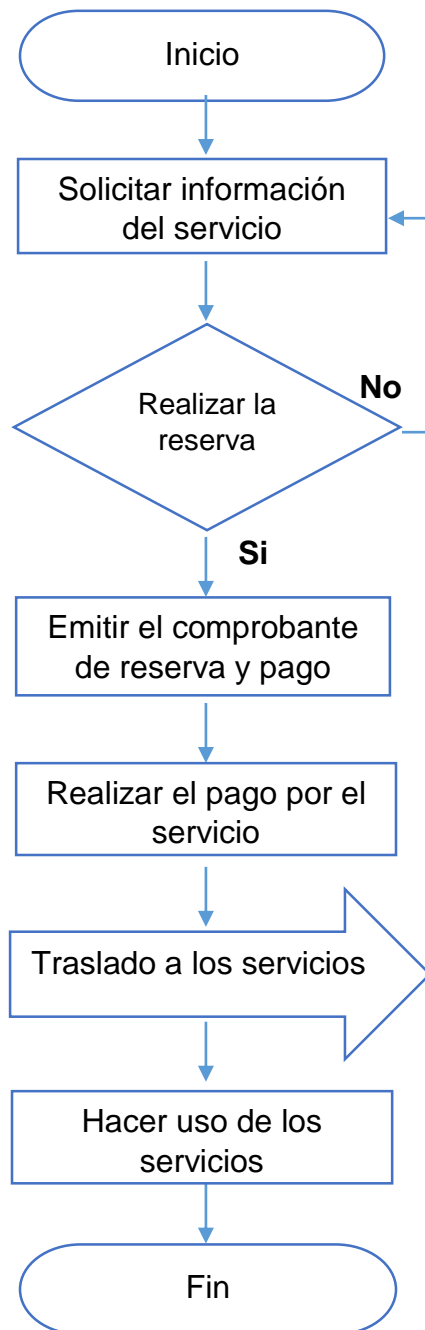 Inicio
Solicitar información
del servicio
Realizar la
reserva
No
Si
Emitir el comprobante
de reserva y pago
Realizar el pago por el
servicio
Traslado a los servicios
Hacer uso de los
servicios
Fin